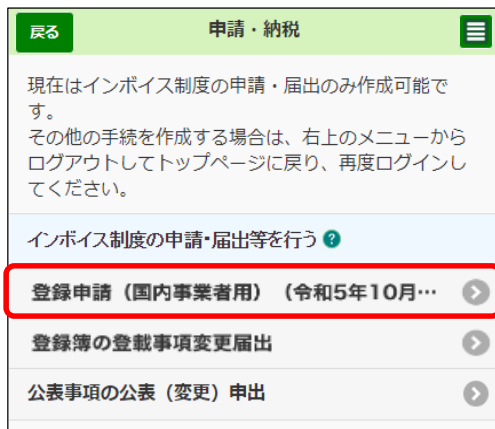 戻る 申請・納税
現在はインボイス制度の申請・届出のみ作成可能で
す。
その他の手続を作成する場合は、右上のメニューから
ログアウトしてトップページに戻り、再度ログインし
てください。
インボイス制度の申請・届出等を行う ?
登録申請（国内事業者用）（令和5年10月…
登録簿の登載事項変更届出
公表事項の公表（変更）申出